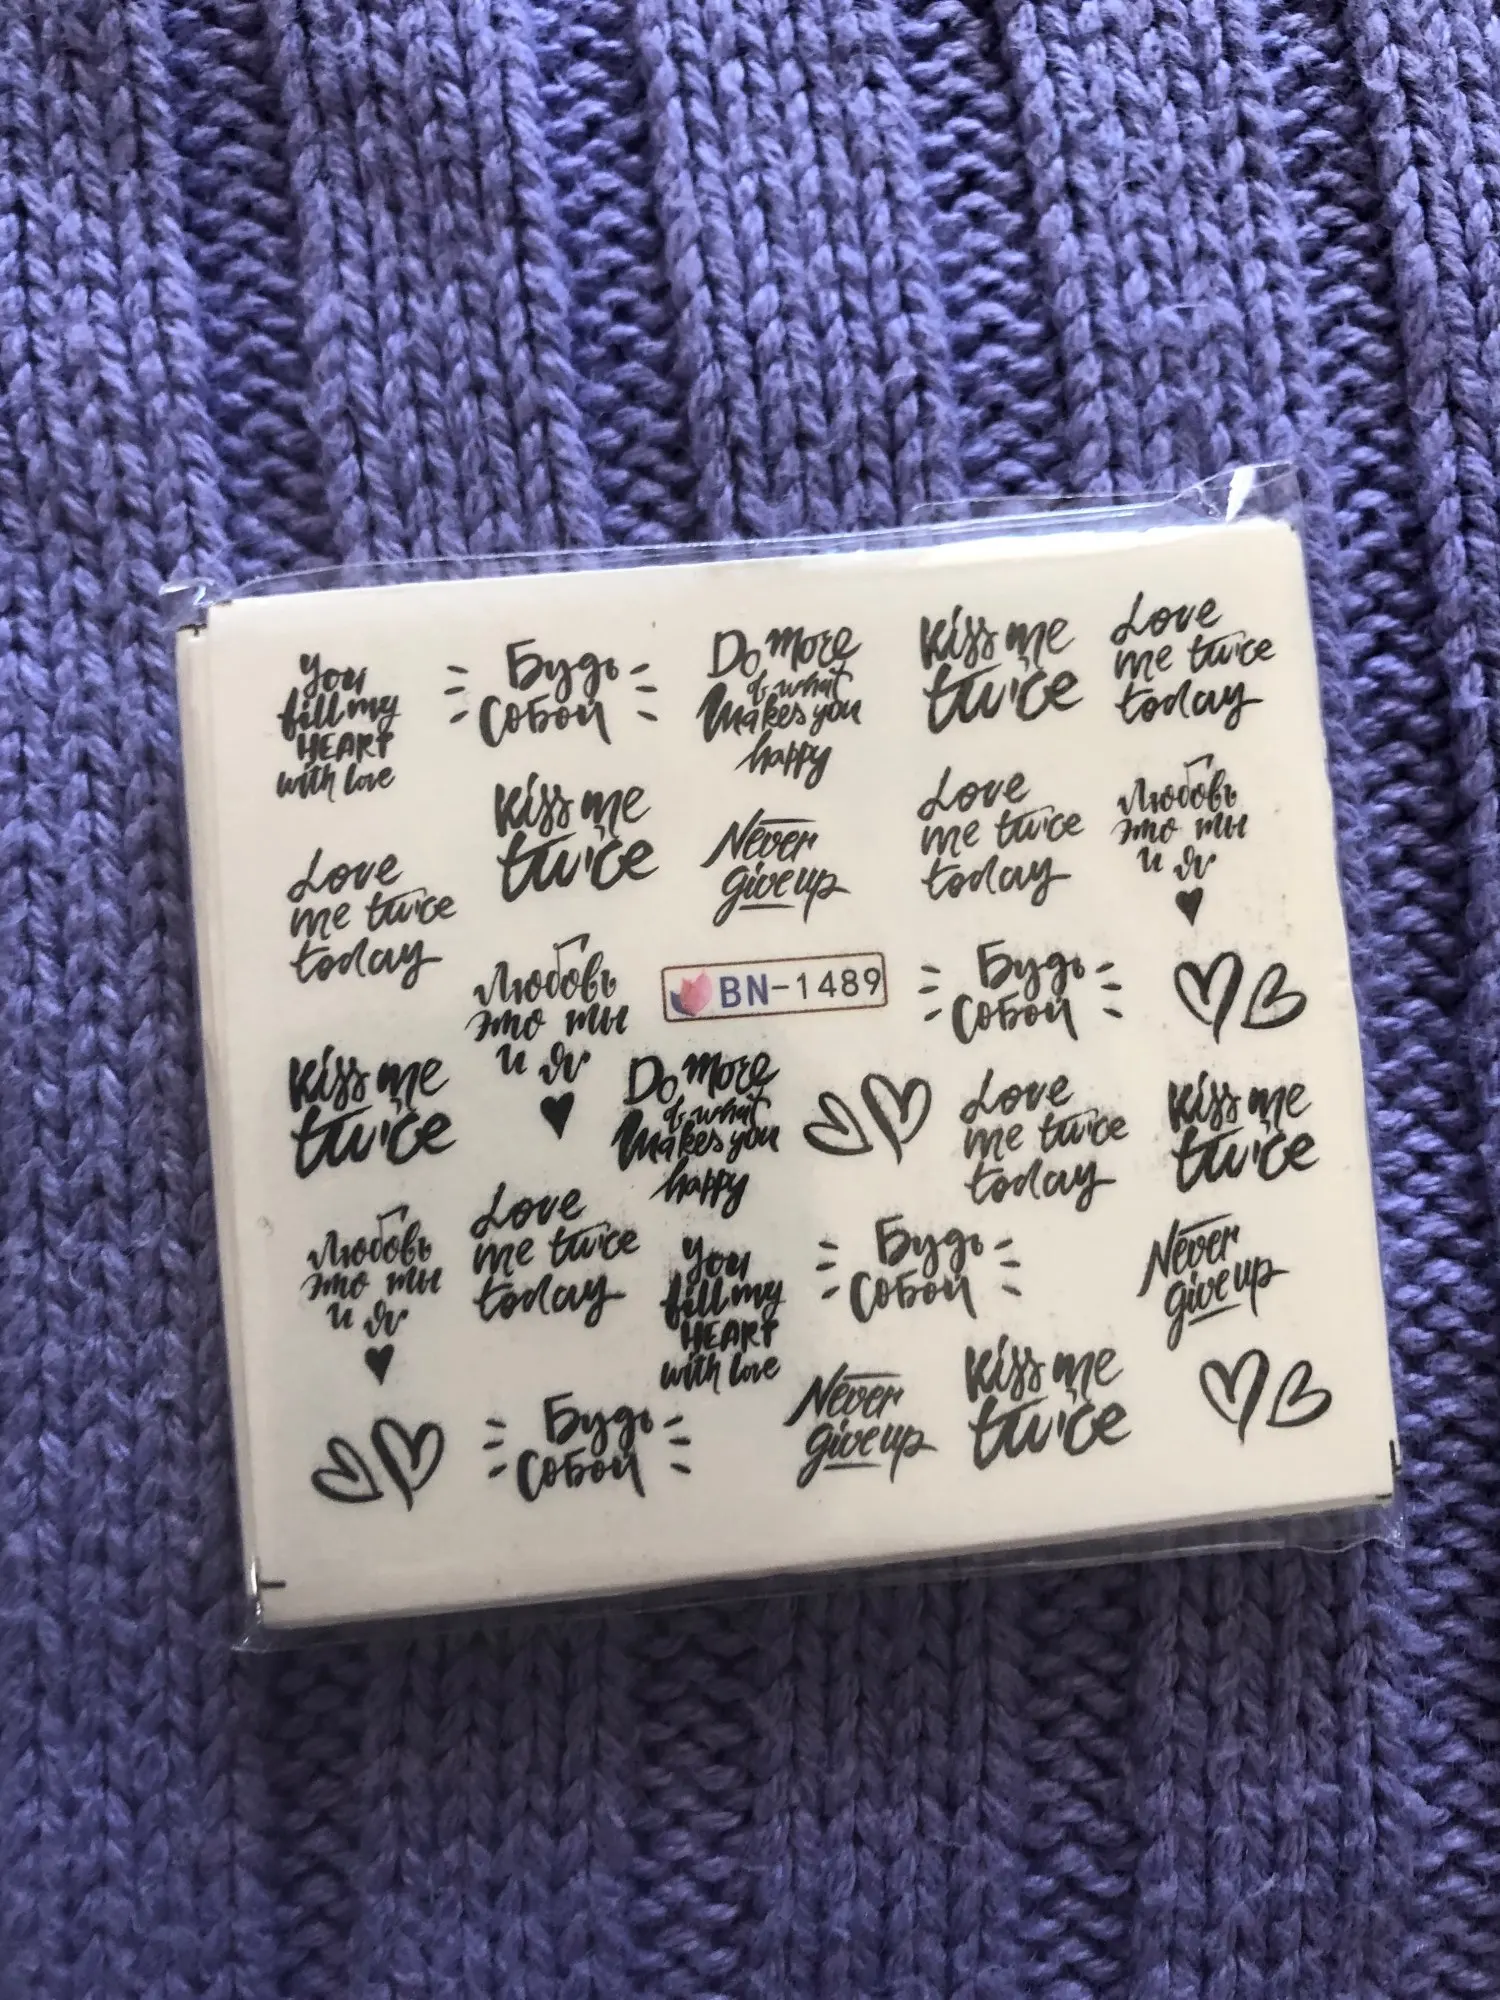 You
fill my
HEART
with love
Будь
собой
Do more
of what
makes you
happy
Kiss me
twice
Love
me twice
today
Kiss me
twice
Never
give up
Love
me twice
today
Любовь
это ты
и я
Love
me twice
today
Любовь
это ты
и я
BN-1489
Будь
собой
Kiss me
twice
Do more
of what
makes you
happy
Love
me twice
today
Kiss me
twice
Любовь
это ты
и я
Love
me twice
today
You
fill my
HEART
with love
Будь
собой
Never
give up
Будь
собой
Never
give up
Kiss me
twice